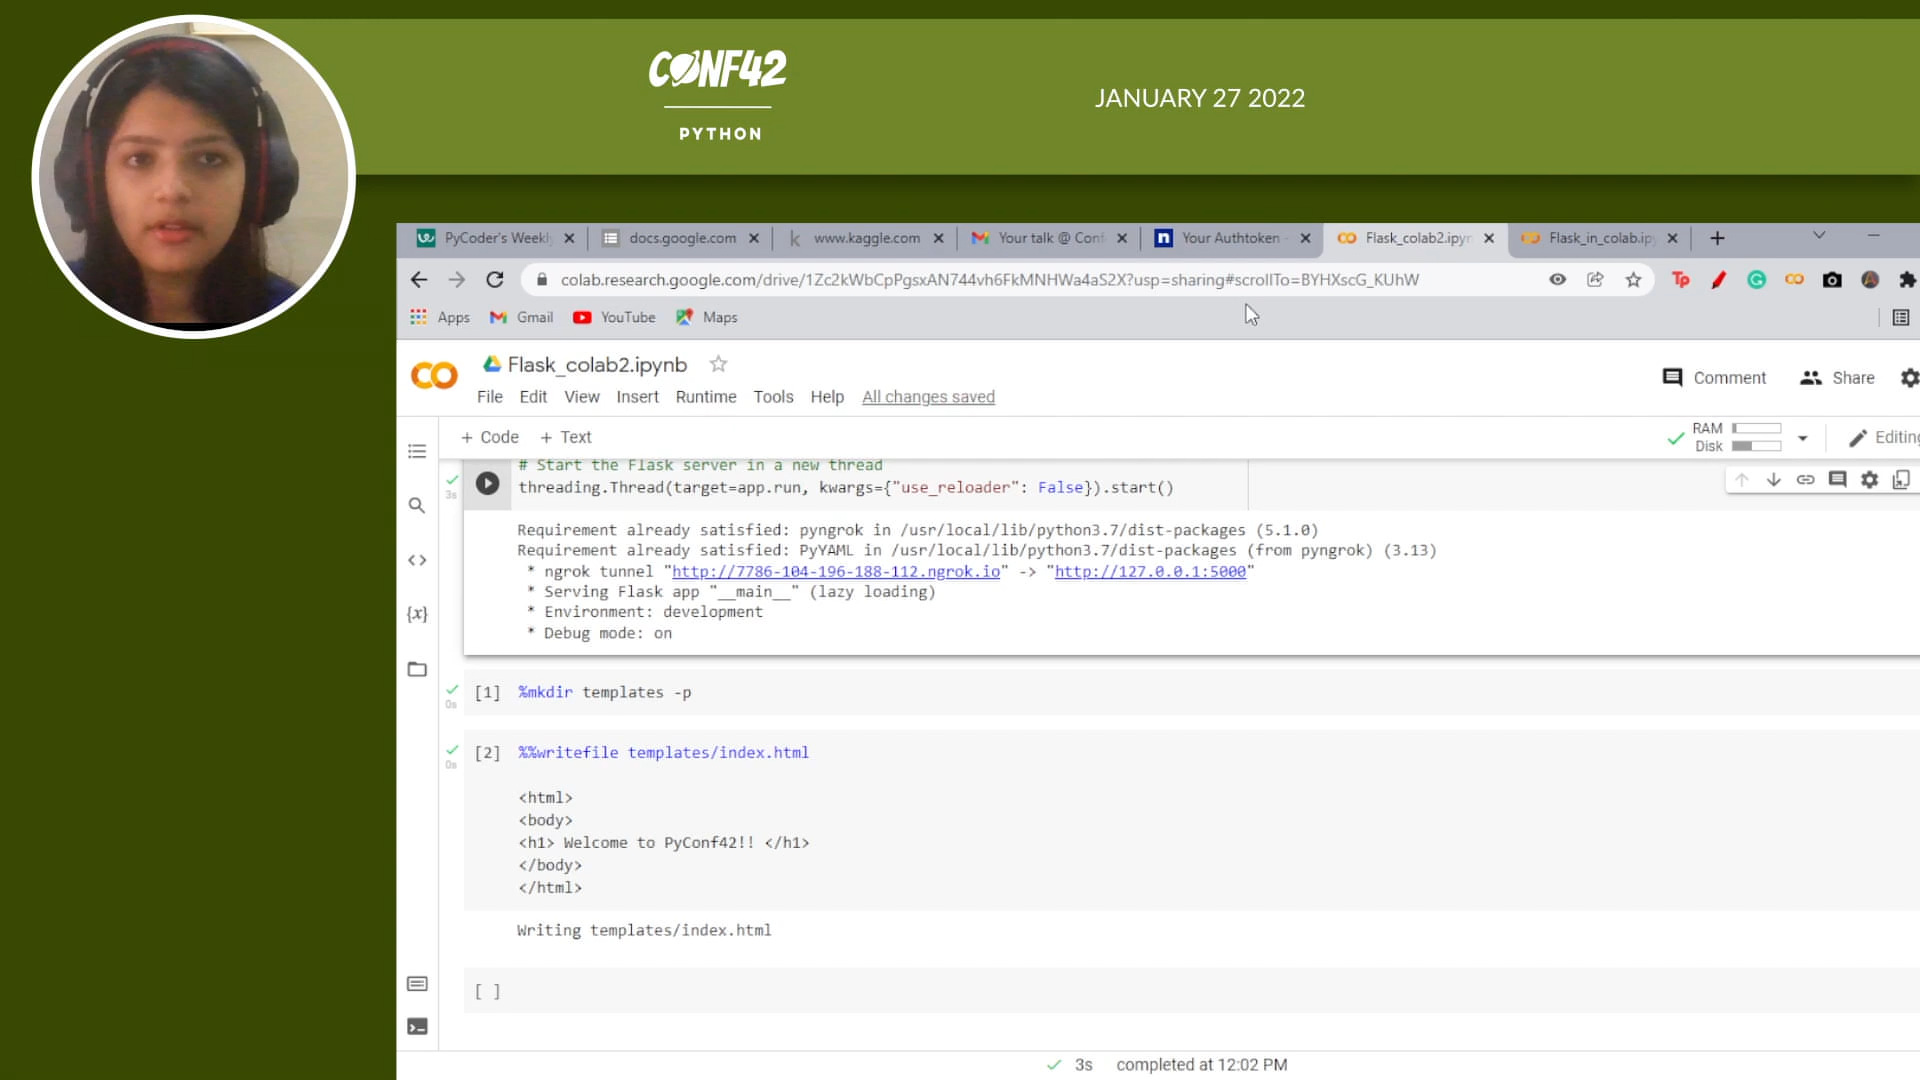 CONF42
PYTHON
JANUARY 27 2022
PyCoder's Weekly
docs.google.com
www.kaggle.com
Your talk @ Conf
Your Authtoken -
Flask_colab2.ipyn
Flask_in_colab.ip
colab.research.google.com/drive/1Zc2kWbCpPgsxAN744vh6FkMNHWa4aS2X?usp=sharing#scrollTo=BYHXscG_KUhW
Apps
Gmail
YouTube
Maps
Flask_colab2.ipynb
Comment
Share
File Edit View Insert Runtime Tools Help All changes saved
+ Code + Text
RAM
Disk
Editing
# Start the Flask server in a new thread
3s
threading.Thread(target=app.run, kwargs={"use_reloader": False}).start()
Requirement already satisfied: pyngrok in /usr/local/lib/python3.7/dist-packages (5.1.0)
Requirement already satisfied: PyYAML in /usr/local/lib/python3.7/dist-packages (from pyngrok) (3.13)
* ngrok tunnel "http://7786-104-196-188-112.ngrok.io" -> "http://127.0.0.1:5000"
* Serving Flask app "__main__" (lazy loading)
* Environment: development
* Debug mode: on
[1] %mkdir templates -p
0s
[2] %%writefile templates/index.html
0s
<html>
<body>
<h1> Welcome to PyConf42!! </h1>
</body>
</html>
Writing templates/index.html
[ ]
3s completed at 12:02 PM